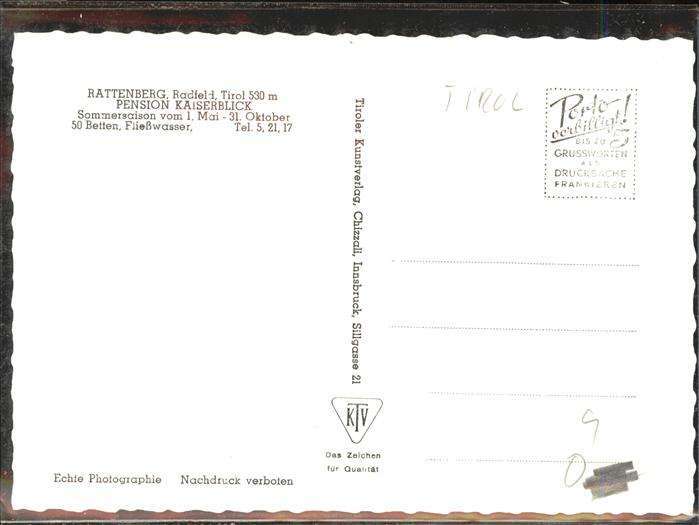 RATTENBERG, Radfeld, Tirol 530 m
PENSION KAISERBLICK
Sommersaison vom 1. Mai - 31. Oktober
50 Betten, Fließwasser, Tel. 5, 21, 17
Tiroler Kunstverlag, Chizzali, Innsbruck, Sillgasse 21
TIROL
Porto-
verbilligt!
BIS ZU 5
GRUSSWORTEN
ALS
DRUCKSACHE
FRANKIEREN
KTV
Das Zeichen
für Qualität
9
0
Echte Photographie Nachdruck verboten